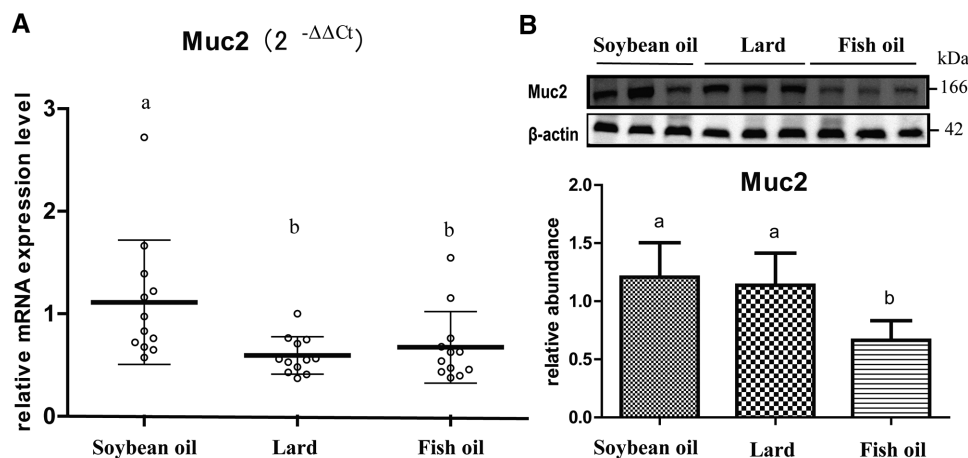 A
Muc2 (2 -ΔΔCt)
relative mRNA expression level
3
2
1
0
a
b
b
Soybean oil Lard Fish oil
B
Soybean oil Lard Fish oil
kDa
Muc2
166
β-actin
42
Muc2
relative abundance
2.0
1.5
1.0
0.5
0.0
a
a
b
Soybean oil Lard Fish oil